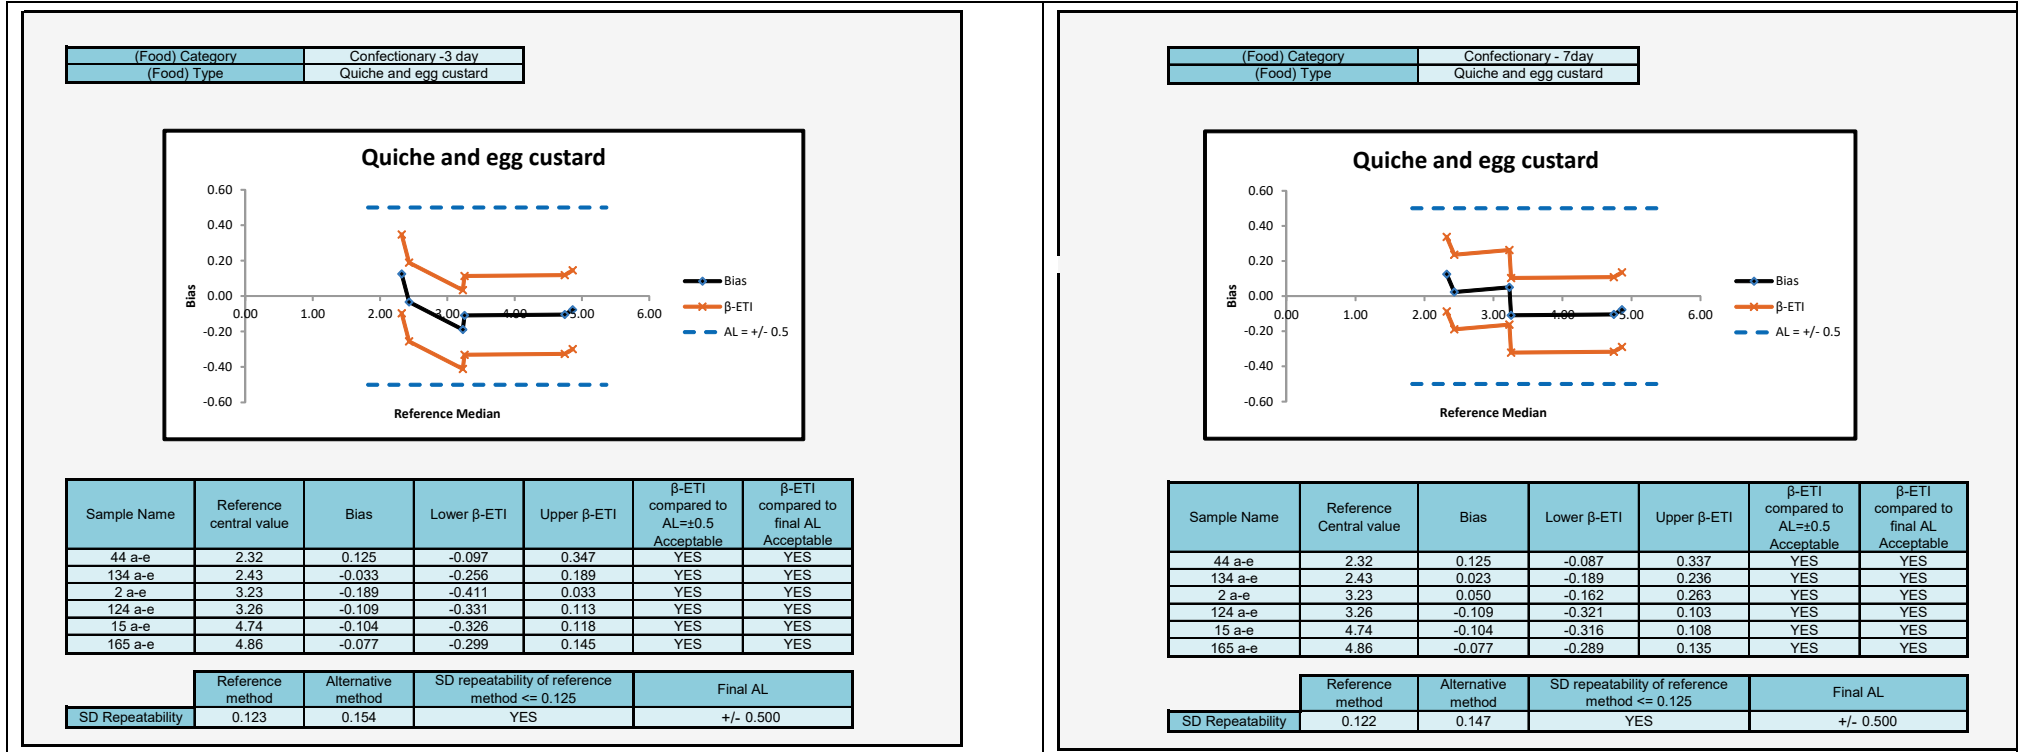 (Food) Category Confectionary -3 day
(Food) Type Quiche and egg custard
Quiche and egg custard
0.60
0.40
0.20
0.00
-0.20
-0.40
-0.60
0.00 1.00 2.00 3.00 4.00 5.00 6.00
Bias
Reference Median
Bias
β-ETI
AL = +/- 0.5
Sample Name Reference central value Bias Lower β-ETI Upper β-ETI β-ETI compared to AL=±0.5 Acceptable β-ETI compared to final AL Acceptable
44 a-e 2.32 0.125 -0.097 0.347 YES YES
134 a-e 2.43 -0.033 -0.256 0.189 YES YES
2 a-e 3.23 -0.189 -0.411 0.033 YES YES
124 a-e 3.26 -0.109 -0.331 0.113 YES YES
15 a-e 4.74 -0.104 -0.326 0.118 YES YES
165 a-e 4.86 -0.077 -0.299 0.145 YES YES
Reference method Alternative method SD repeatability of reference method <= 0.125 Final AL
SD Repeatability 0.123 0.154 YES +/- 0.500
(Food) Category Confectionary - 7day
(Food) Type Quiche and egg custard
Quiche and egg custard
0.60
0.40
0.20
0.00
-0.20
-0.40
-0.60
0.00 1.00 2.00 3.00 4.00 5.00 6.00
Bias
Reference Median
Bias
β-ETI
AL = +/- 0.5
Sample Name Reference Central value Bias Lower β-ETI Upper β-ETI β-ETI compared to AL=±0.5 Acceptable β-ETI compared to final AL Acceptable
44 a-e 2.32 0.125 -0.087 0.337 YES YES
134 a-e 2.43 0.023 -0.189 0.236 YES YES
2 a-e 3.23 0.050 -0.162 0.263 YES YES
124 a-e 3.26 -0.109 -0.321 0.103 YES YES
15 a-e 4.74 -0.104 -0.316 0.108 YES YES
165 a-e 4.86 -0.077 -0.289 0.135 YES YES
Reference method Alternative method SD repeatability of reference method <= 0.125 Final AL
SD Repeatability 0.122 0.147 YES +/- 0.500